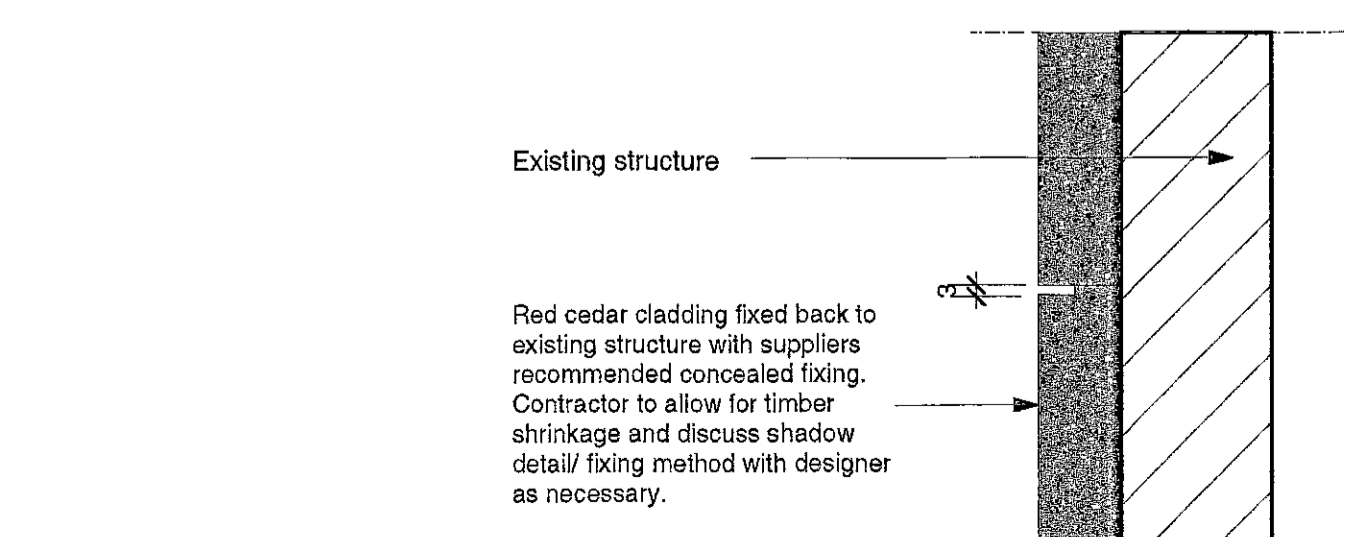 Existing structure
3
Red cedar cladding fixed back to
existing structure with suppliers
recommended concealed fixing.
Contractor to allow for timber
shrinkage and discuss shadow
detail/ fixing method with designer
as necessary.